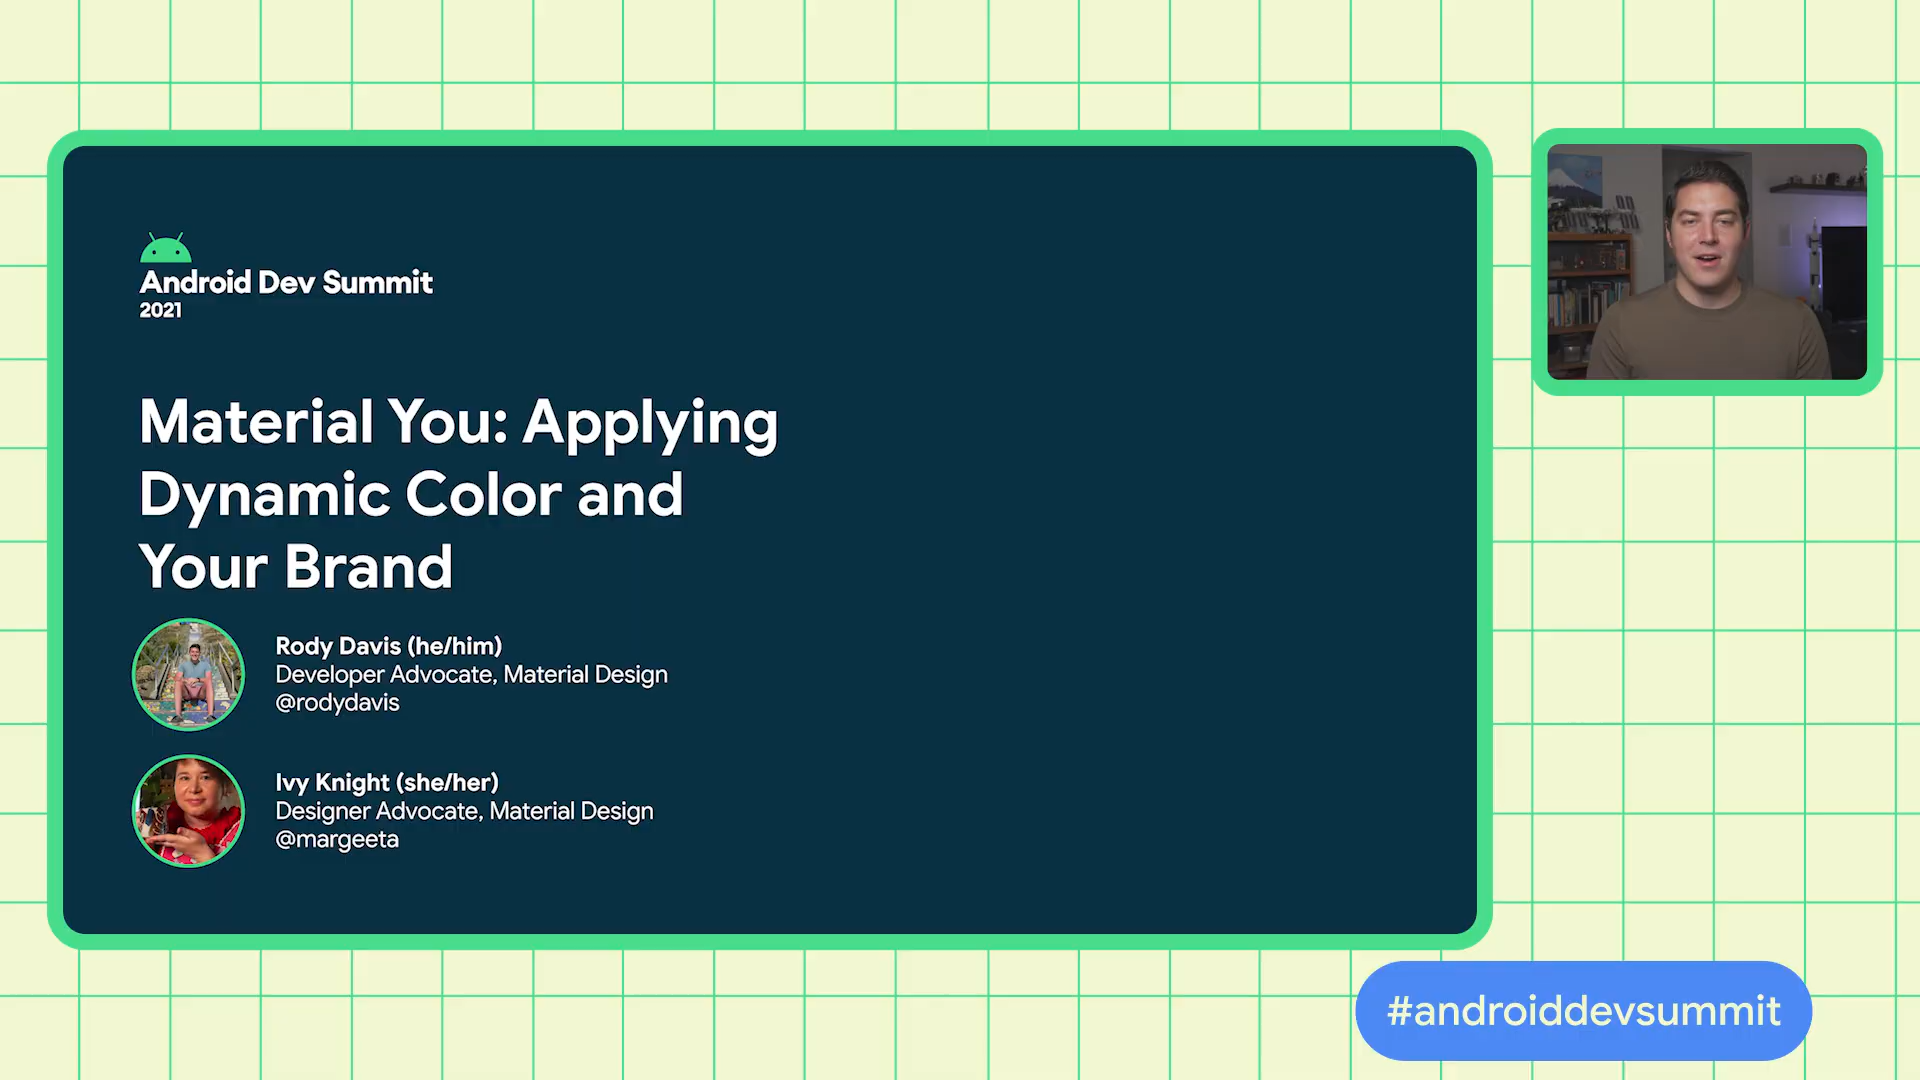 Android Dev Summit
2021
Material You: Applying
Dynamic Color and
Your Brand
Rody Davis (he/him)
Developer Advocate, Material Design
@rodydavis
Ivy Knight (she/her)
Designer Advocate, Material Design
@margeeta
#androiddevsummit